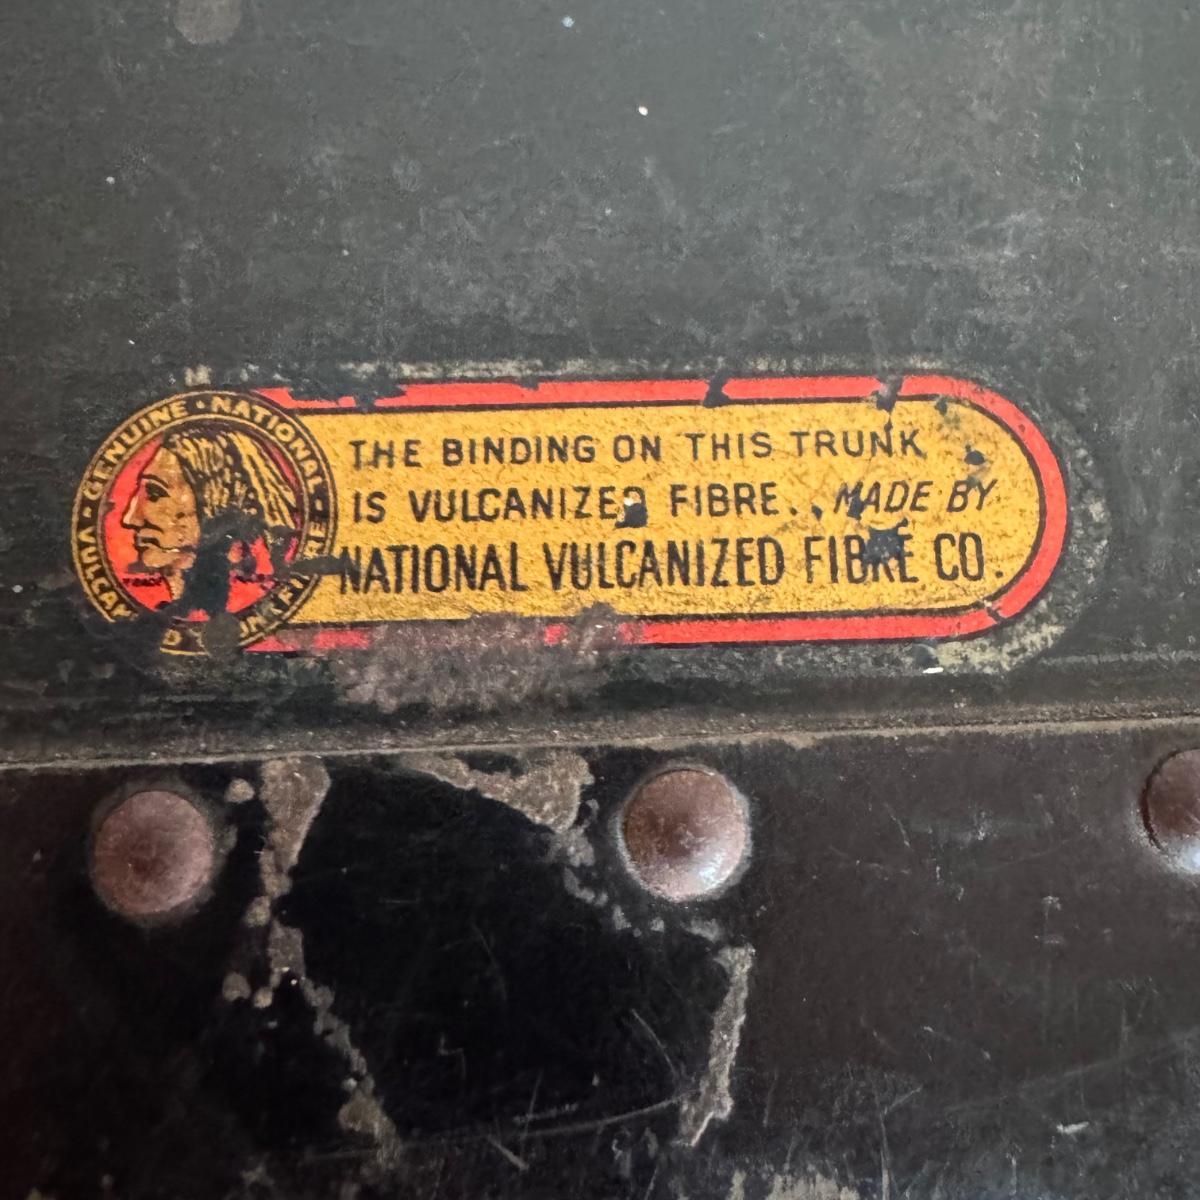 GENUINE · NATIONAL ·
THE BINDING ON THIS TRUNK
IS VULCANIZED FIBRE.. MADE BY
NATIONAL VULCANIZED FIBRE CO.